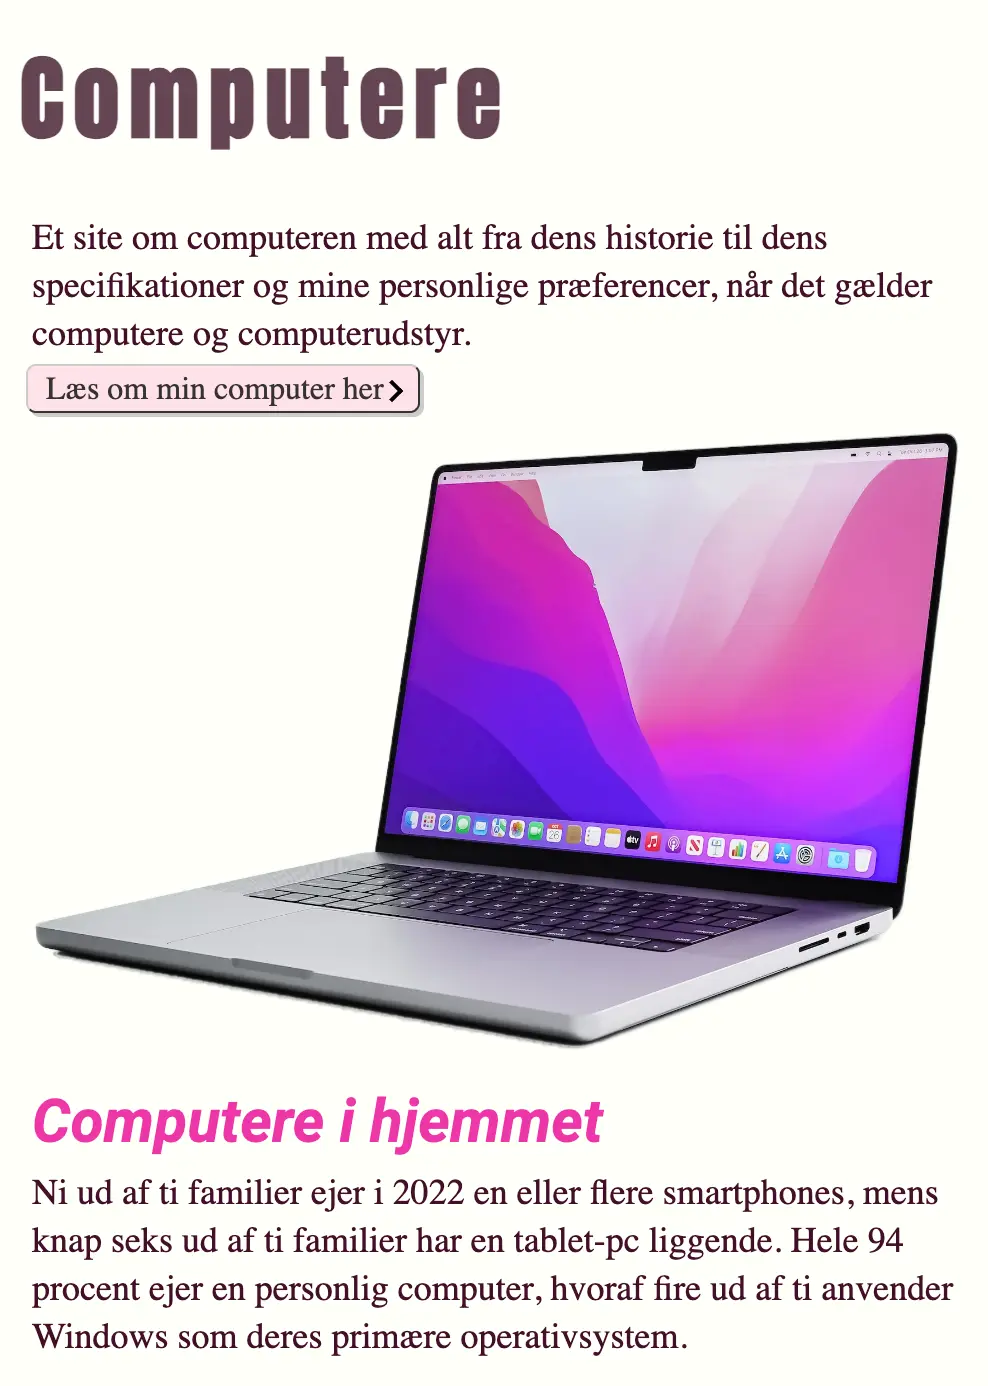 Computere
Et site om computeren med alt fra dens historie til dens
specifikationer og mine personlige præferencer, når det gælder
computere og computerudstyr.
Læs om min computer her
Computere i hjemmet
Ni ud af ti familier ejer i 2022 en eller flere smartphones, mens
knap seks ud af ti familier har en tablet-pc liggende. Hele 94
procent ejer en personlig computer, hvoraf fire ud af ti anvender
Windows som deres primære operativsystem.